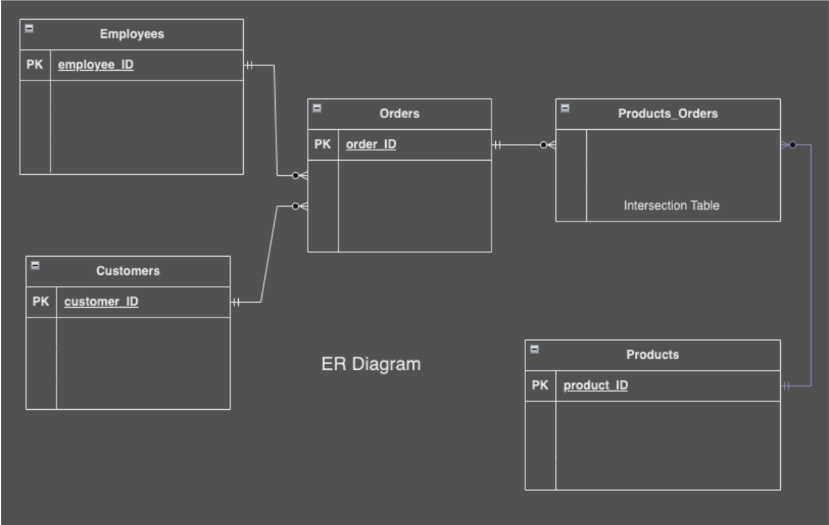 Employees
PK employee_ID
Orders
PK order_ID
Products_Orders
Intersection Table
Customers
PK customer_ID
ER Diagram
Products
PK product_ID